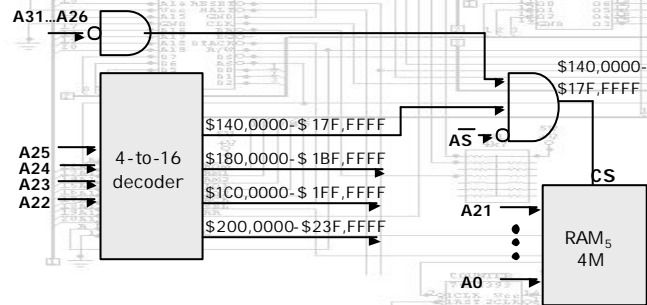 A31...A26
$140,0000-
$17F,FFFF
$140,0000-$ 17F,FFFF
A25
A24
A23
A22
4-to-16
decoder
AS
$180,0000-$ 1BF,FFFF
$1C0,0000-$ 1FF,FFFF
$200,0000-$23F,FFFF
CS
A21
A0
RAM₅
4M